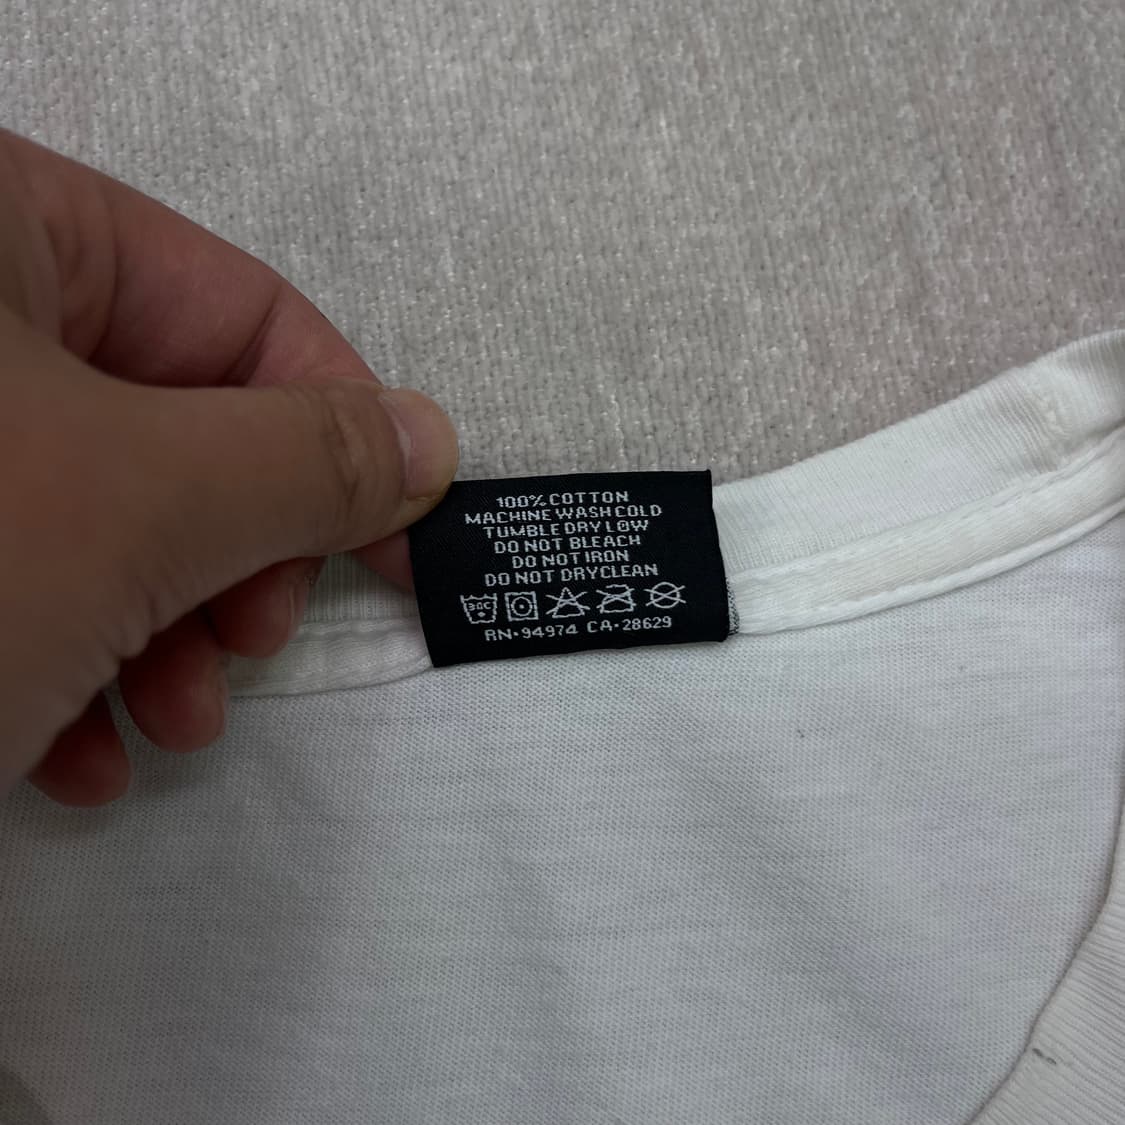 100% COTTON
MACHINE WASH COLD
TUMBLE DRY LOW
DO NOT BLEACH
DO NOT IRON
DO NOT DRYCLEAN
30C
RN·94974 CA·28629